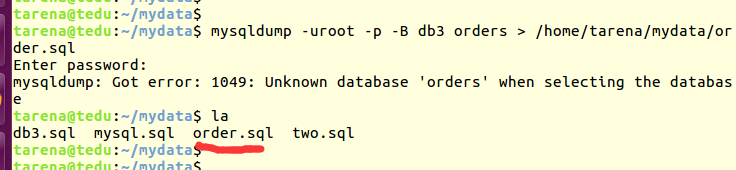 tarena@tedu:~/mydata$
tarena@tedu:~/mydata$ mysqldump -uroot -p -B db3 orders > /home/tarena/mydata/or
der.sql
Enter password:
mysqldump: Got error: 1049: Unknown database 'orders' when selecting the databas
e
tarena@tedu:~/mydata$ la
db3.sql  mysql.sql  order.sql  two.sql
tarena@tedu:~/mydata$
tarena@tedu:~/mydata$